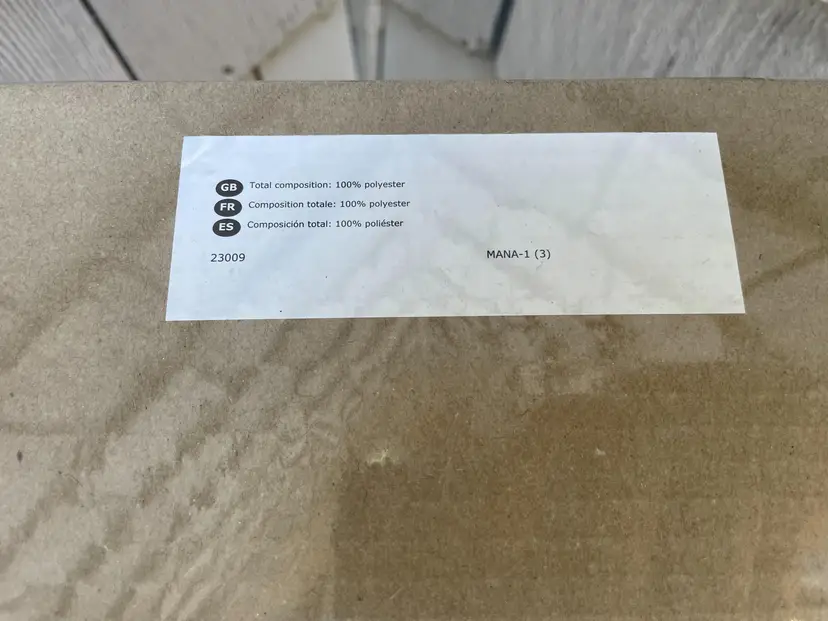 GB Total composition: 100% polyester
FR Composition totale: 100% polyester
ES Composición total: 100% poliéster
23009 MANA-1 (3)